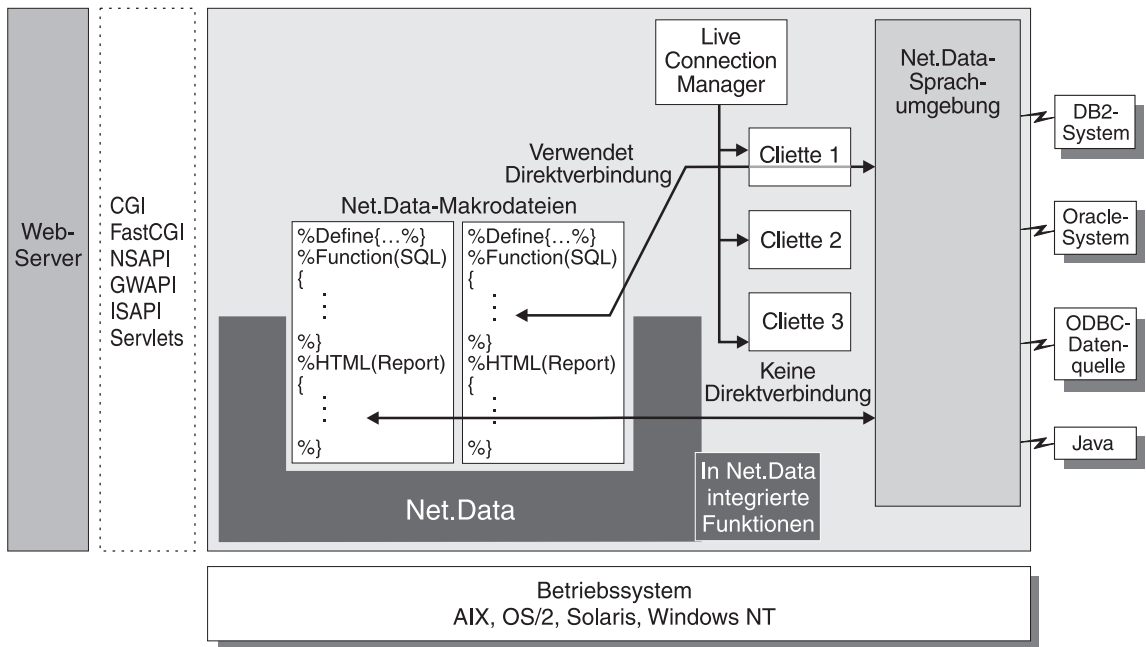 Web-
Server
CGI
FastCGI
NSAPI
GWAPI
ISAPI
Servlets
Live
Connection
Manager
Cliette 1
Cliette 2
Cliette 3
Verwendet
Direktverbindung
Net.Data-Makrodateien
%Define{...%}
%Function(SQL)
{
⋮
%}
%HTML(Report)
{
⋮
%}
%Define{...%}
%Function(SQL)
{
⋮
%}
%HTML(Report)
{
⋮
%}
Keine
Direktverbindung
Net.Data
In Net.Data
integrierte
Funktionen
Net.Data-
Sprach-
umgebung
DB2-
System
Oracle-
System
ODBC-
Daten-
quelle
Java
Betriebssystem
AIX, OS/2, Solaris, Windows NT